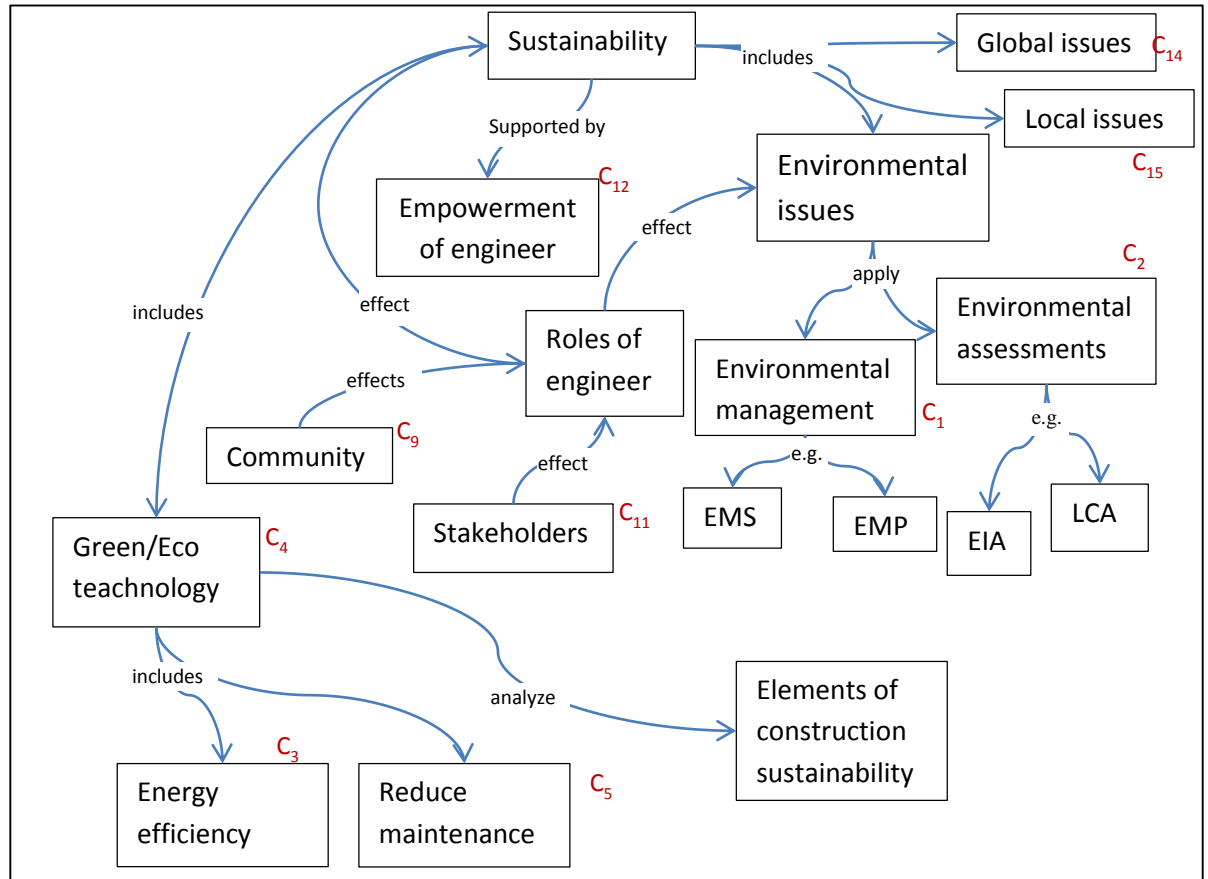 Sustainability
Global issues
C14
includes
Local issues
C15
Supported by
Environmental
issues
C12
Empowerment
of engineer
effect
C2
apply
Environmental
assessments
includes
effect
Roles of
engineer
Environmental
management
C1
effects
C9
Community
effect
e.g.
e.g.
C11
Stakeholders
EMS
EMP
EIA
LCA
C4
Green/Eco
teachnology
includes
analyze
Elements of
construction
sustainability
C3
Energy
efficiency
C5
Reduce
maintenance